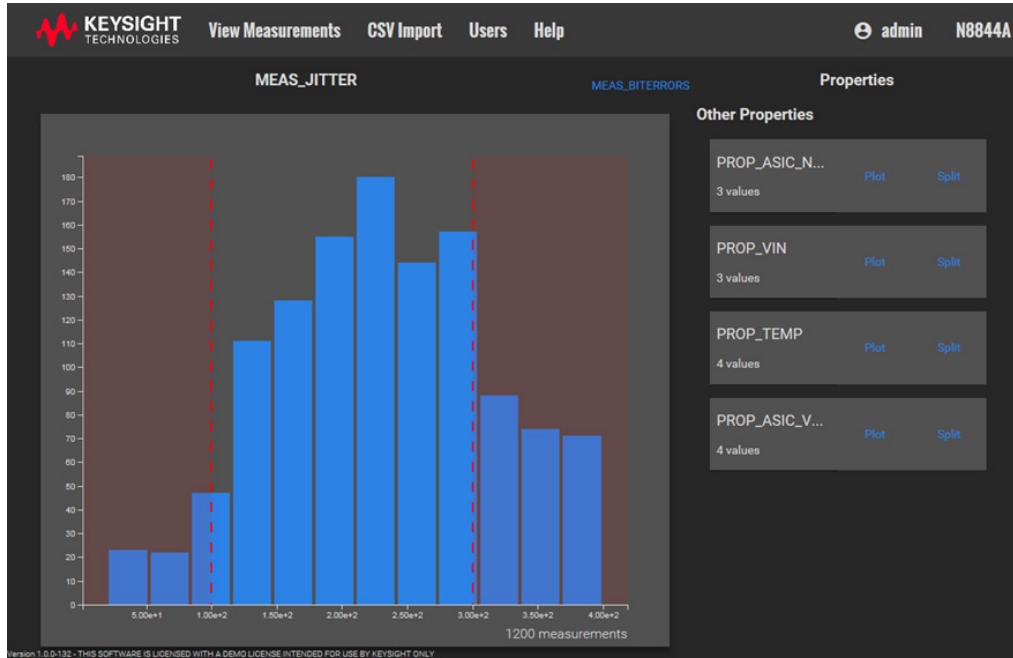 KEYSIGHT
TECHNOLOGIES
View Measurements CSV Import Users Help
admin N8844A
MEAS_JITTER
MEAS_BITERRORS
Properties
Other Properties
PROP_ASIC_N...
3 values
Plot Split
PROP_VIN
3 values
Plot Split
PROP_TEMP
4 values
Plot Split
PROP_ASIC_V...
4 values
Plot Split
180
170
160
150
140
130
120
110
100
90
80
70
60
50
40
30
20
10
0
5.00e+1 1.00e+2 1.50e+2 2.00e+2 2.50e+2 3.00e+2 3.50e+2 4.00e+2
1200 measurements
Version 1.0.0-132 - THIS SOFTWARE IS LICENSED WITH A DEMO LICENSE INTENDED FOR USE BY KEYSIGHT ONLY